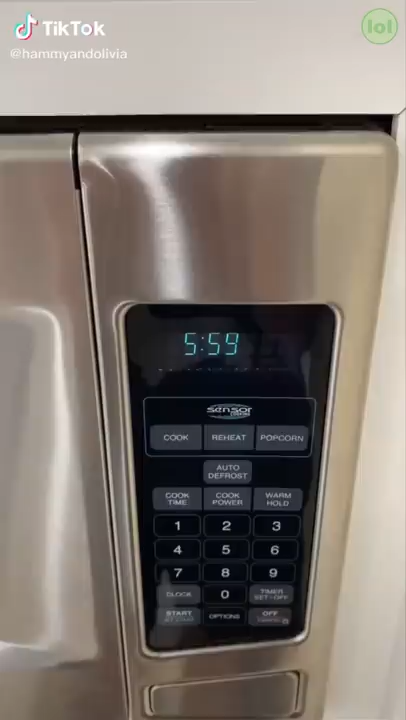 TikTok
@hammyandolivia
lol
5:59
sensor
COOK REHEAT POPCORN
AUTO DEFROST
COOK TIME COOK POWER WARM HOLD
1 2 3
4 5 6
7 8 9
CLOCK 0 TIMER SET-OFF
START OPTIONS OFF